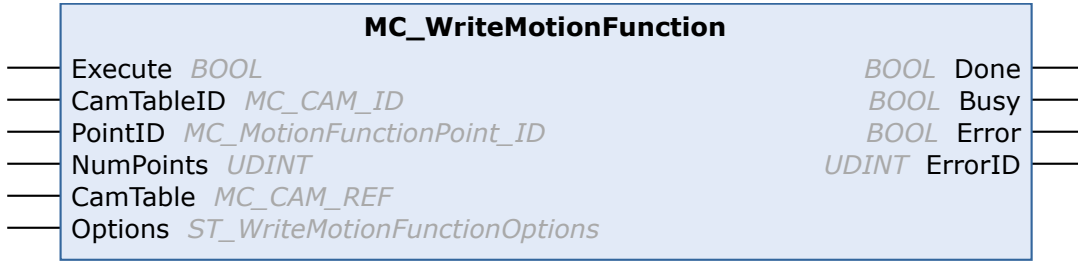 MC_WriteMotionFunction
Execute BOOL BOOL Done
CamTableID MC_CAM_ID BOOL Busy
PointID MC_MotionFunctionPoint_ID BOOL Error
NumPoints UDINT UDINT ErrorID
CamTable MC_CAM_REF
Options ST_WriteMotionFunctionOptions